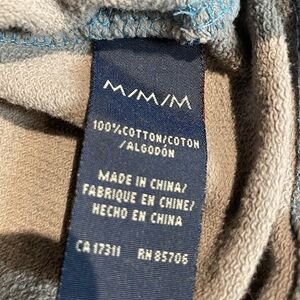 M/M/M
100%COTTON/COTON
/ALGODÓN
MADE IN CHINA/
FABRIQUE EN CHINE/
HECHO EN CHINA
CA 17311 RN 85706